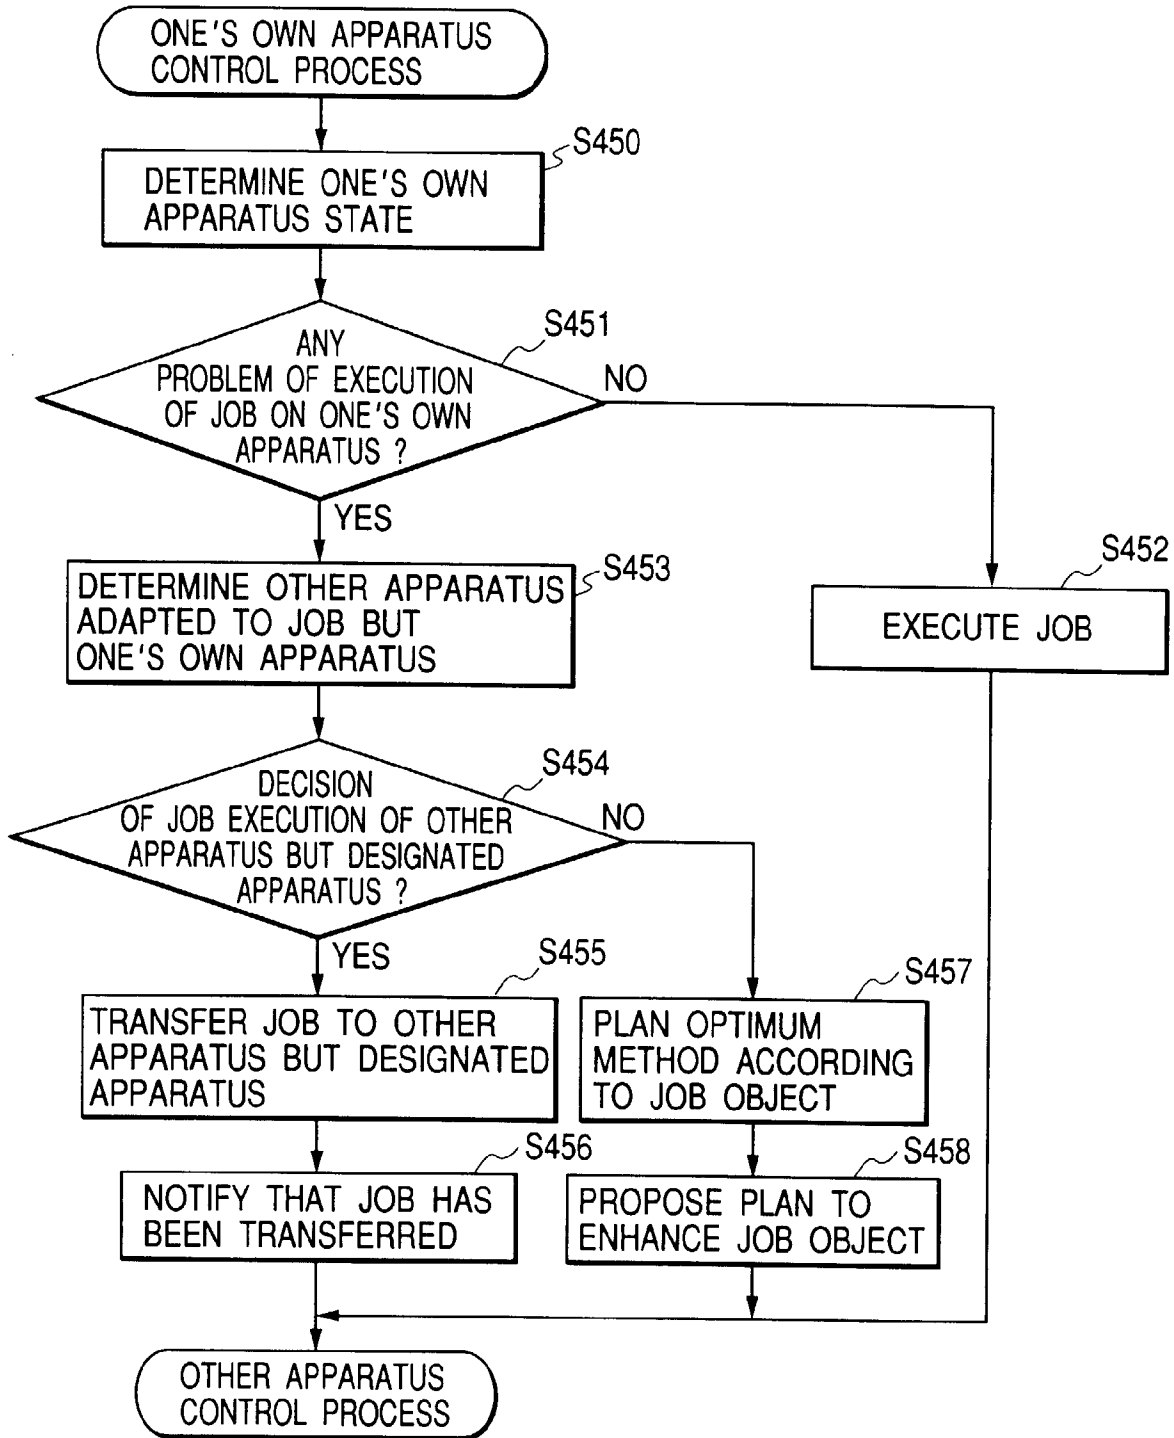 ONE'S OWN APPARATUS
CONTROL PROCESS
S450
DETERMINE ONE'S OWN
APPARATUS STATE
S451
ANY
PROBLEM OF EXECUTION
OF JOB ON ONE'S OWN
APPARATUS ?
NO
YES
S452
EXECUTE JOB
S453
DETERMINE OTHER APPARATUS
ADAPTED TO JOB BUT
ONE'S OWN APPARATUS
S454
DECISION
OF JOB EXECUTION OF OTHER
APPARATUS BUT DESIGNATED
APPARATUS ?
NO
YES
S455
TRANSFER JOB TO OTHER
APPARATUS BUT DESIGNATED
APPARATUS
S457
PLAN OPTIMUM
METHOD ACCORDING
TO JOB OBJECT
S456
NOTIFY THAT JOB HAS
BEEN TRANSFERRED
S458
PROPOSE PLAN TO
ENHANCE JOB OBJECT
OTHER APPARATUS
CONTROL PROCESS